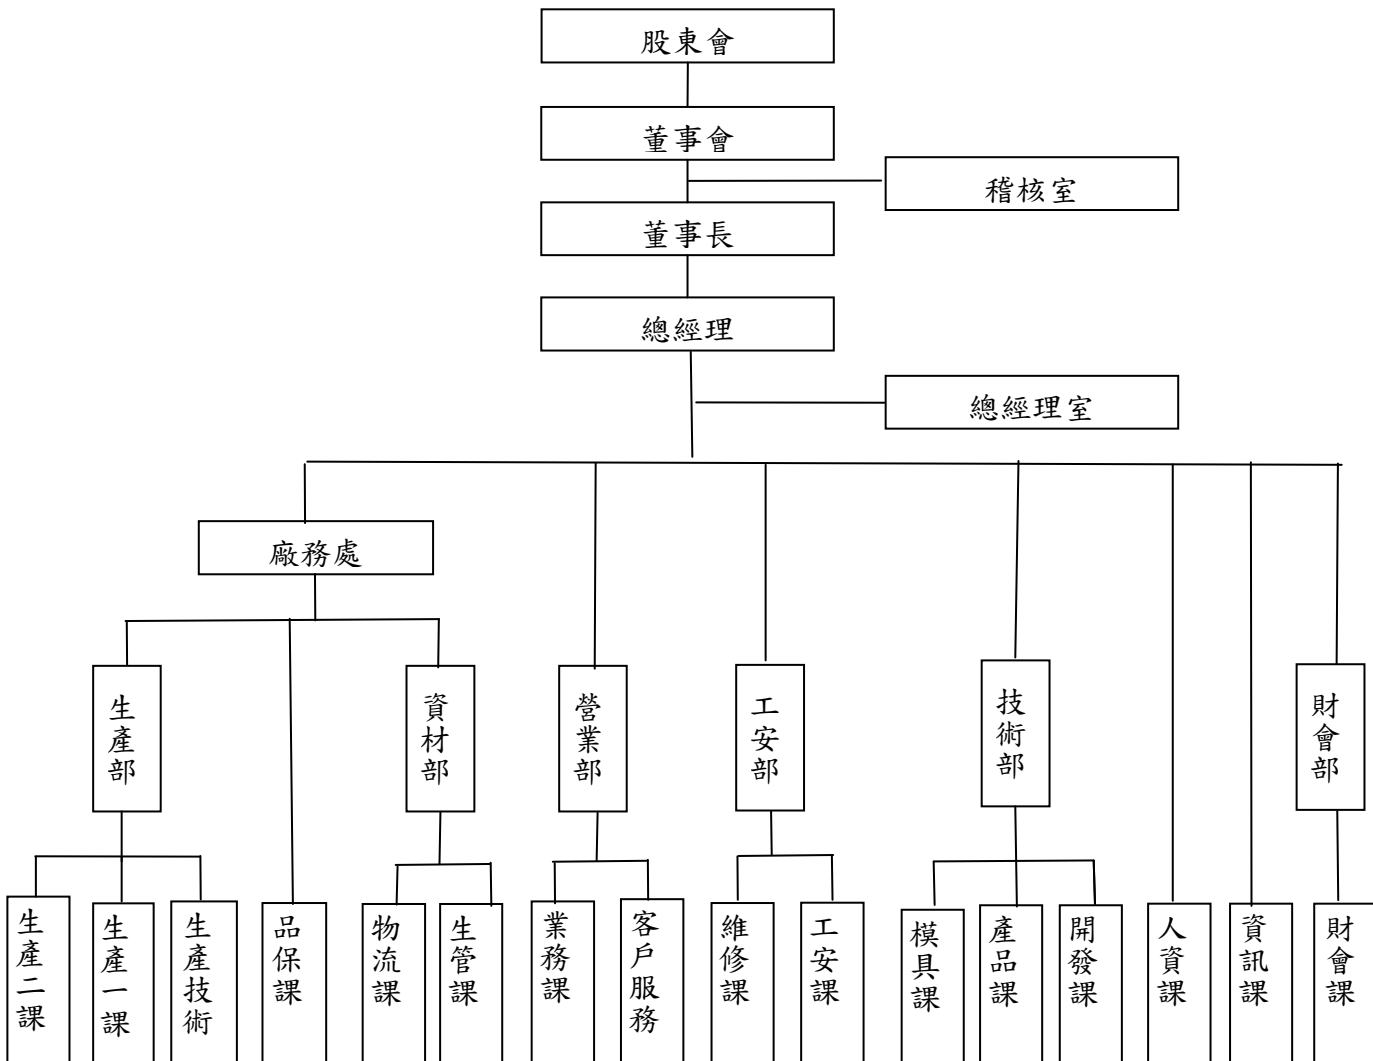 股東會
董事會
稽核室
董事長
總經理
總經理室
廠務處
生產部
資材部
營業部
工安部
技術部
財會部
生產二課
生產一課
生產技術
品保課
物流課
生管課
業務課
客戶服務
維修課
工安課
模具課
產品課
開發課
人資課
資訊課
財會課